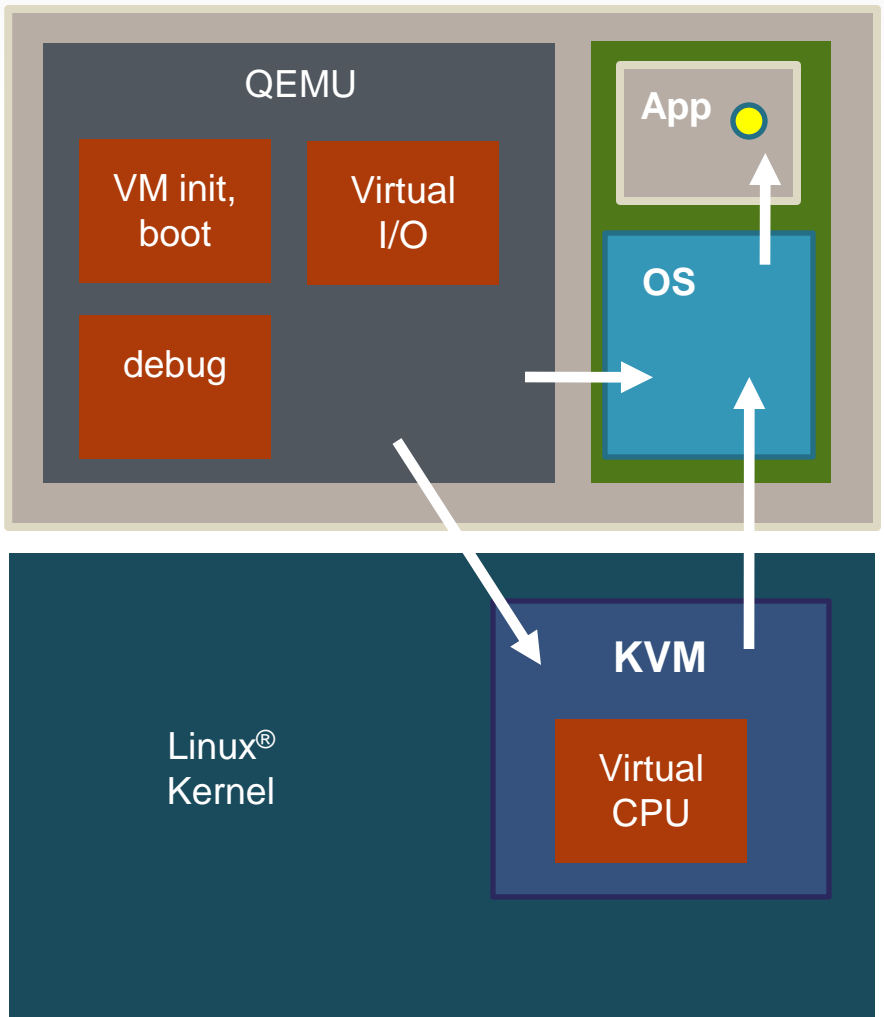 QEMU
VM init,
boot
Virtual
I/O
debug
App
OS
Linux®
Kernel
KVM
Virtual
CPU